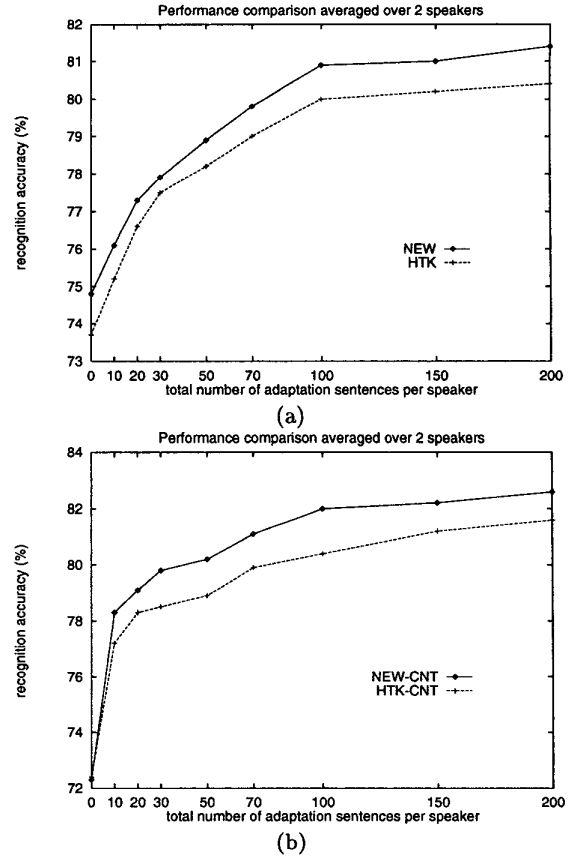 Performance comparison averaged over 2 speakers
82
81
80
79
78
77
76
75
74
73
recognition accuracy (%)
NEW
HTK
0 10 20 30 50 70 100 150 200
total number of adaptation sentences per speaker
(a)
Performance comparison averaged over 2 speakers
84
82
80
78
76
74
72
recognition accuracy (%)
NEW-CNT
HTK-CNT
0 10 20 30 50 70 100 150 200
total number of adaptation sentences per speaker
(b)